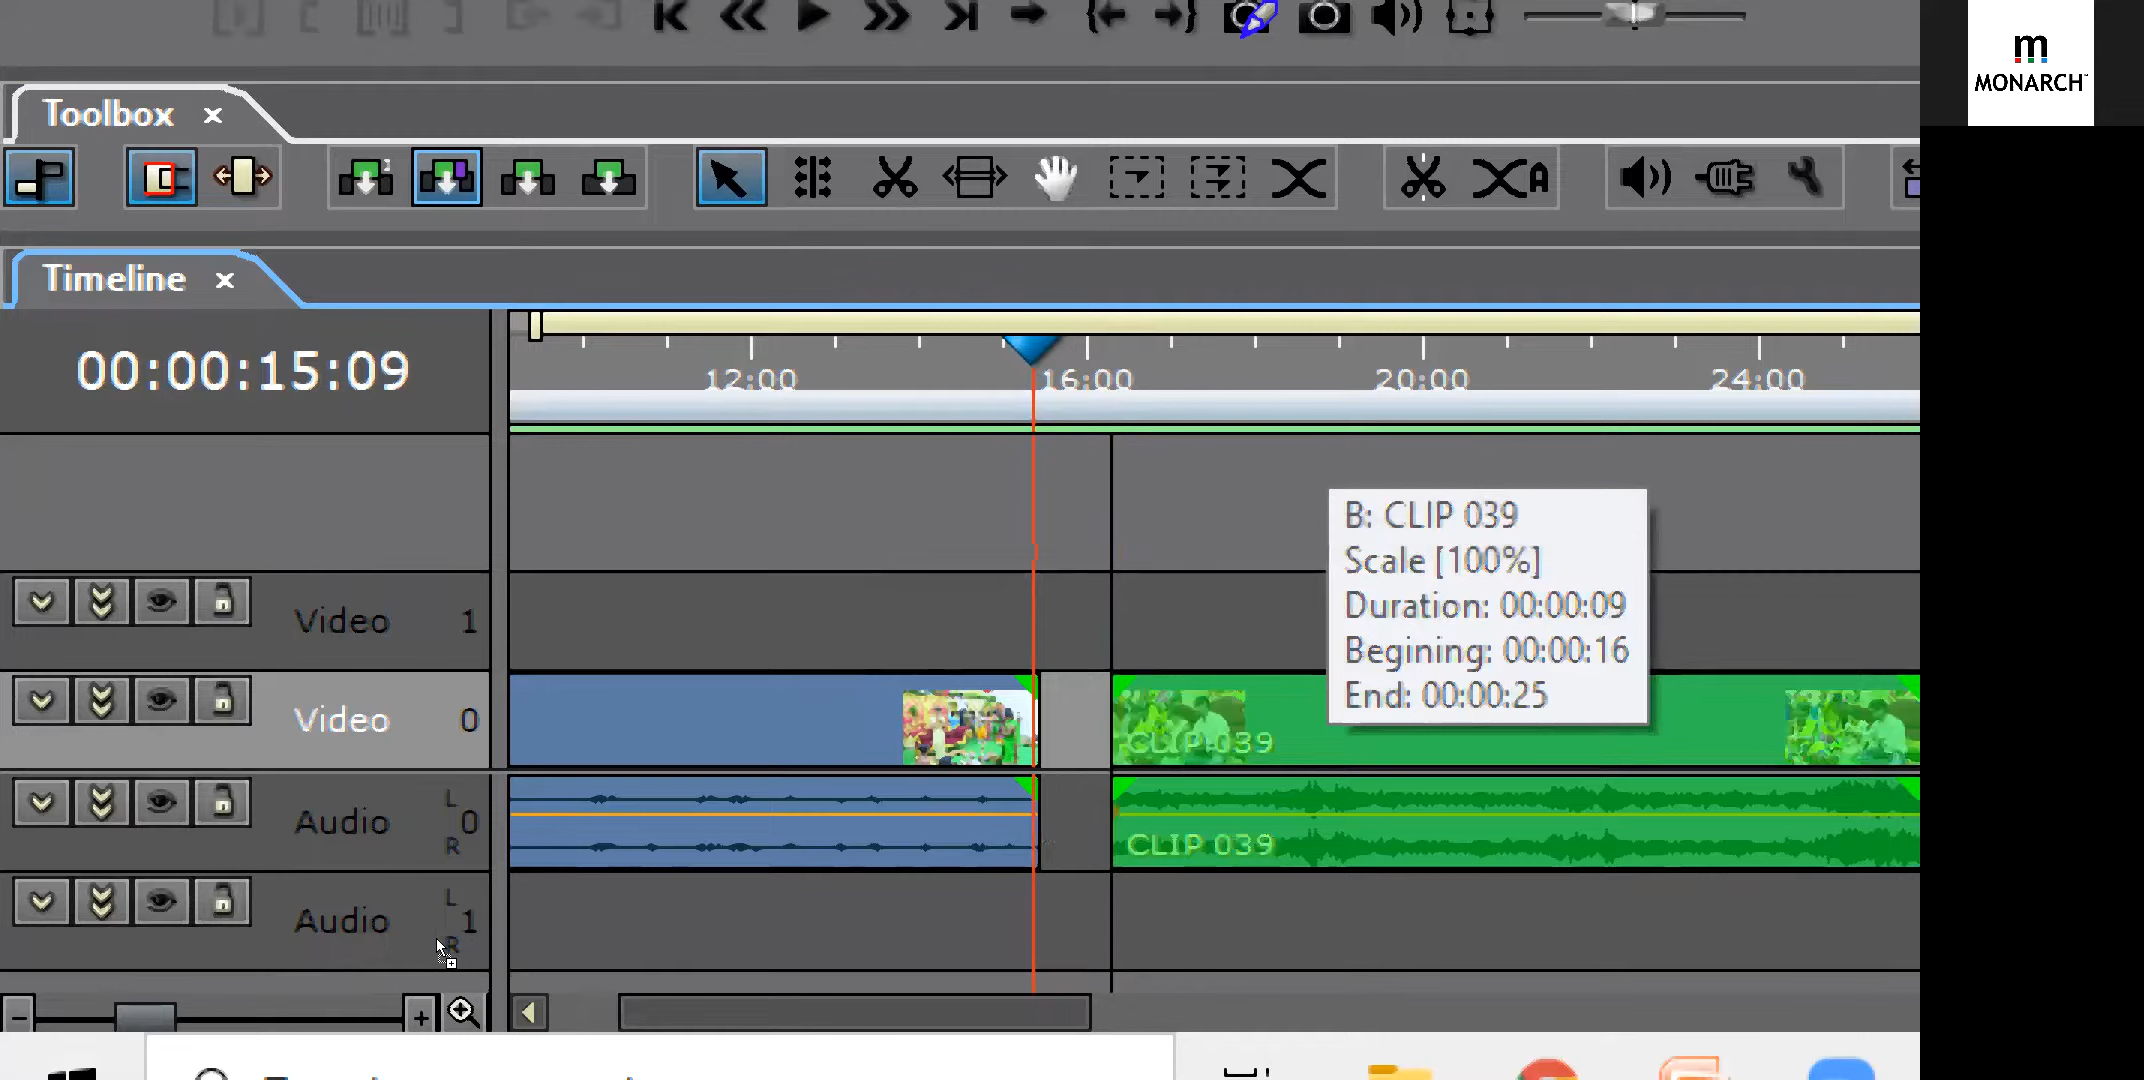 m
MONARCH
Toolbox ×
Timeline ×
00:00:15:09
12:00 16:00 20:00 24:00
B: CLIP 039
Scale [100%]
Duration: 00:00:09
Begining: 00:00:16
End: 00:00:25
Video 1
Video 0
CLIP 039
Audio 0
L
R
CLIP 039
Audio 1
L
R